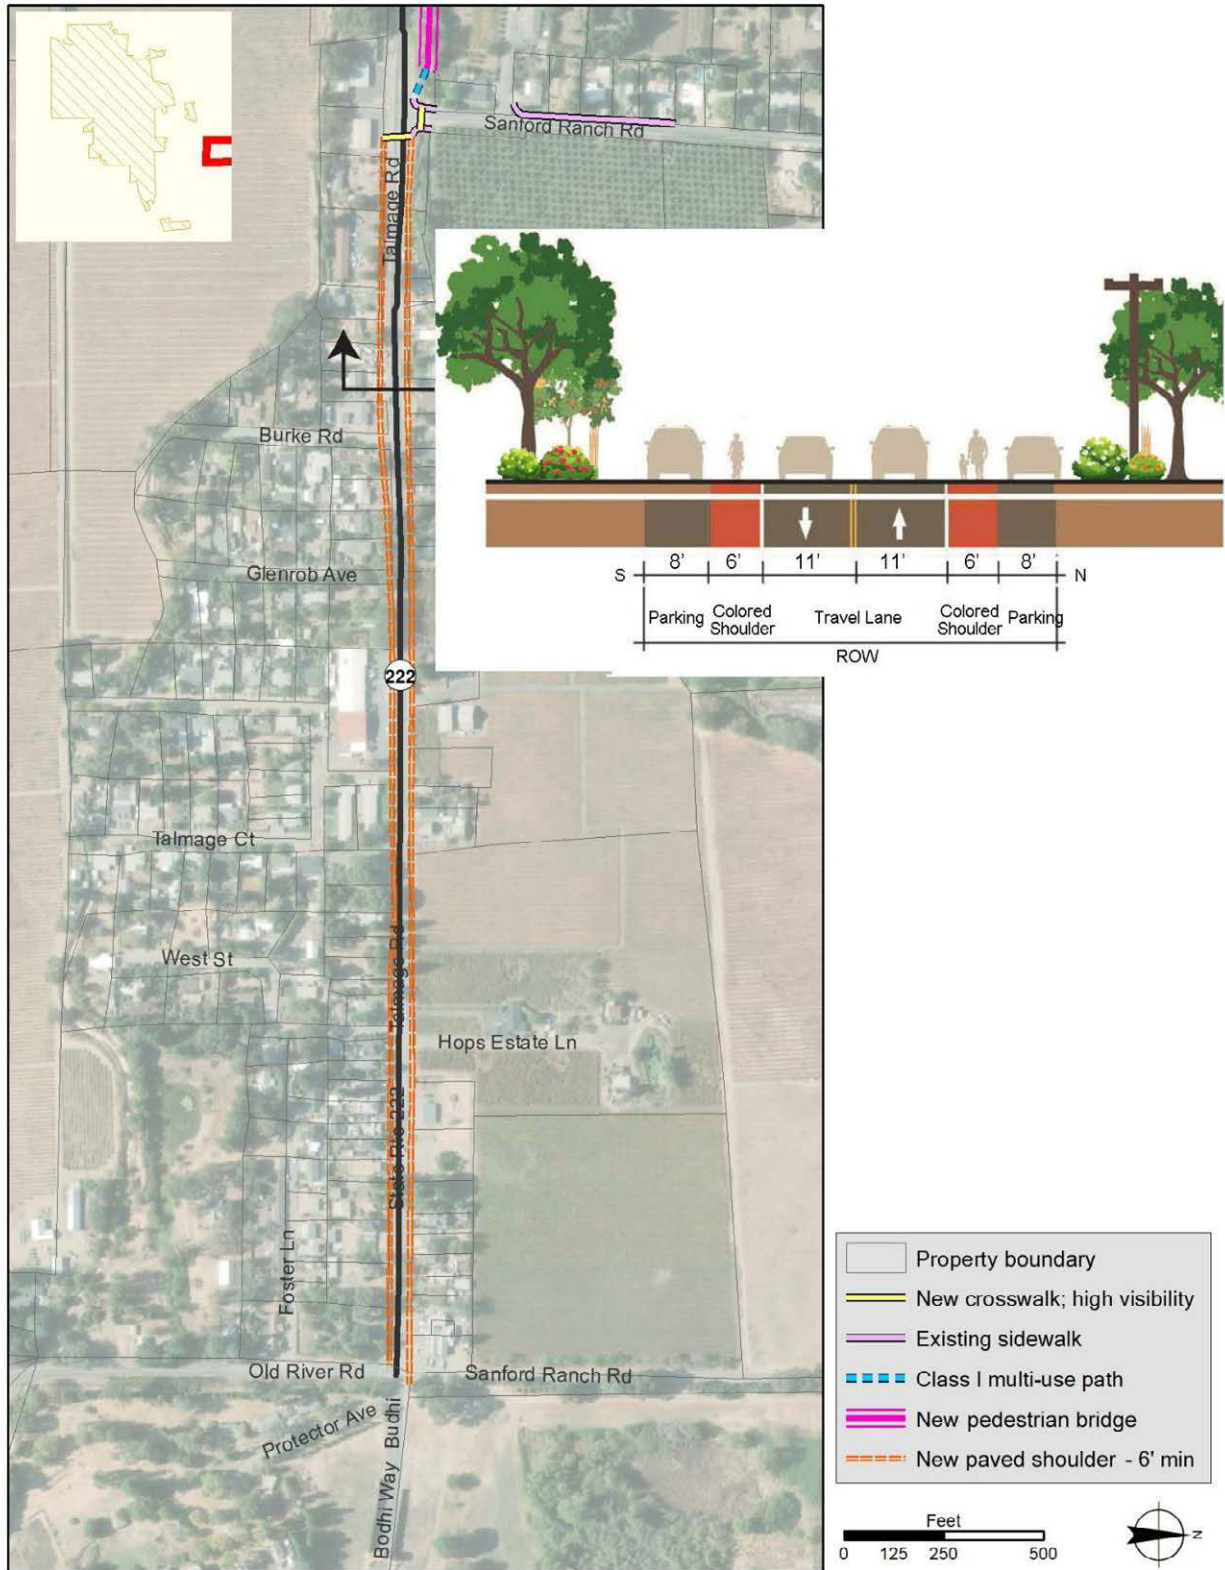 Sanford Ranch Rd
Talmage Rd
Burke Rd
Glenrob Ave
222
Talmage Ct
West St
Talmage Rd
Hops Estate Ln
State Rte 222
Foster Ln
Old River Rd
Sanford Ranch Rd
Protector Ave
Bodhi Way Budhi
8' 6' 11' 11' 6' 8'
S N
Parking Colored Shoulder Travel Lane Colored Shoulder Parking
ROW
Property boundary
New crosswalk; high visibility
Existing sidewalk
Class I multi-use path
New pedestrian bridge
New paved shoulder - 6' min
Feet
0 125 250 500
N